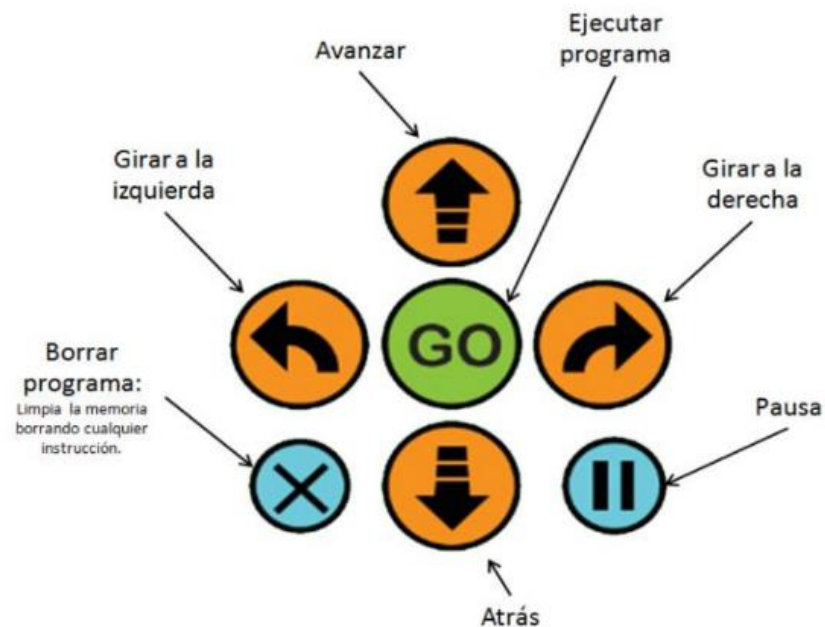 Ejecutar
programa
Avanzar
Girar a la
izquierda
Girar a la
derecha
GO
Borrar
programa:
Limpia la memoria
borrando cualquier
instrucción.
Pausa
Atrás